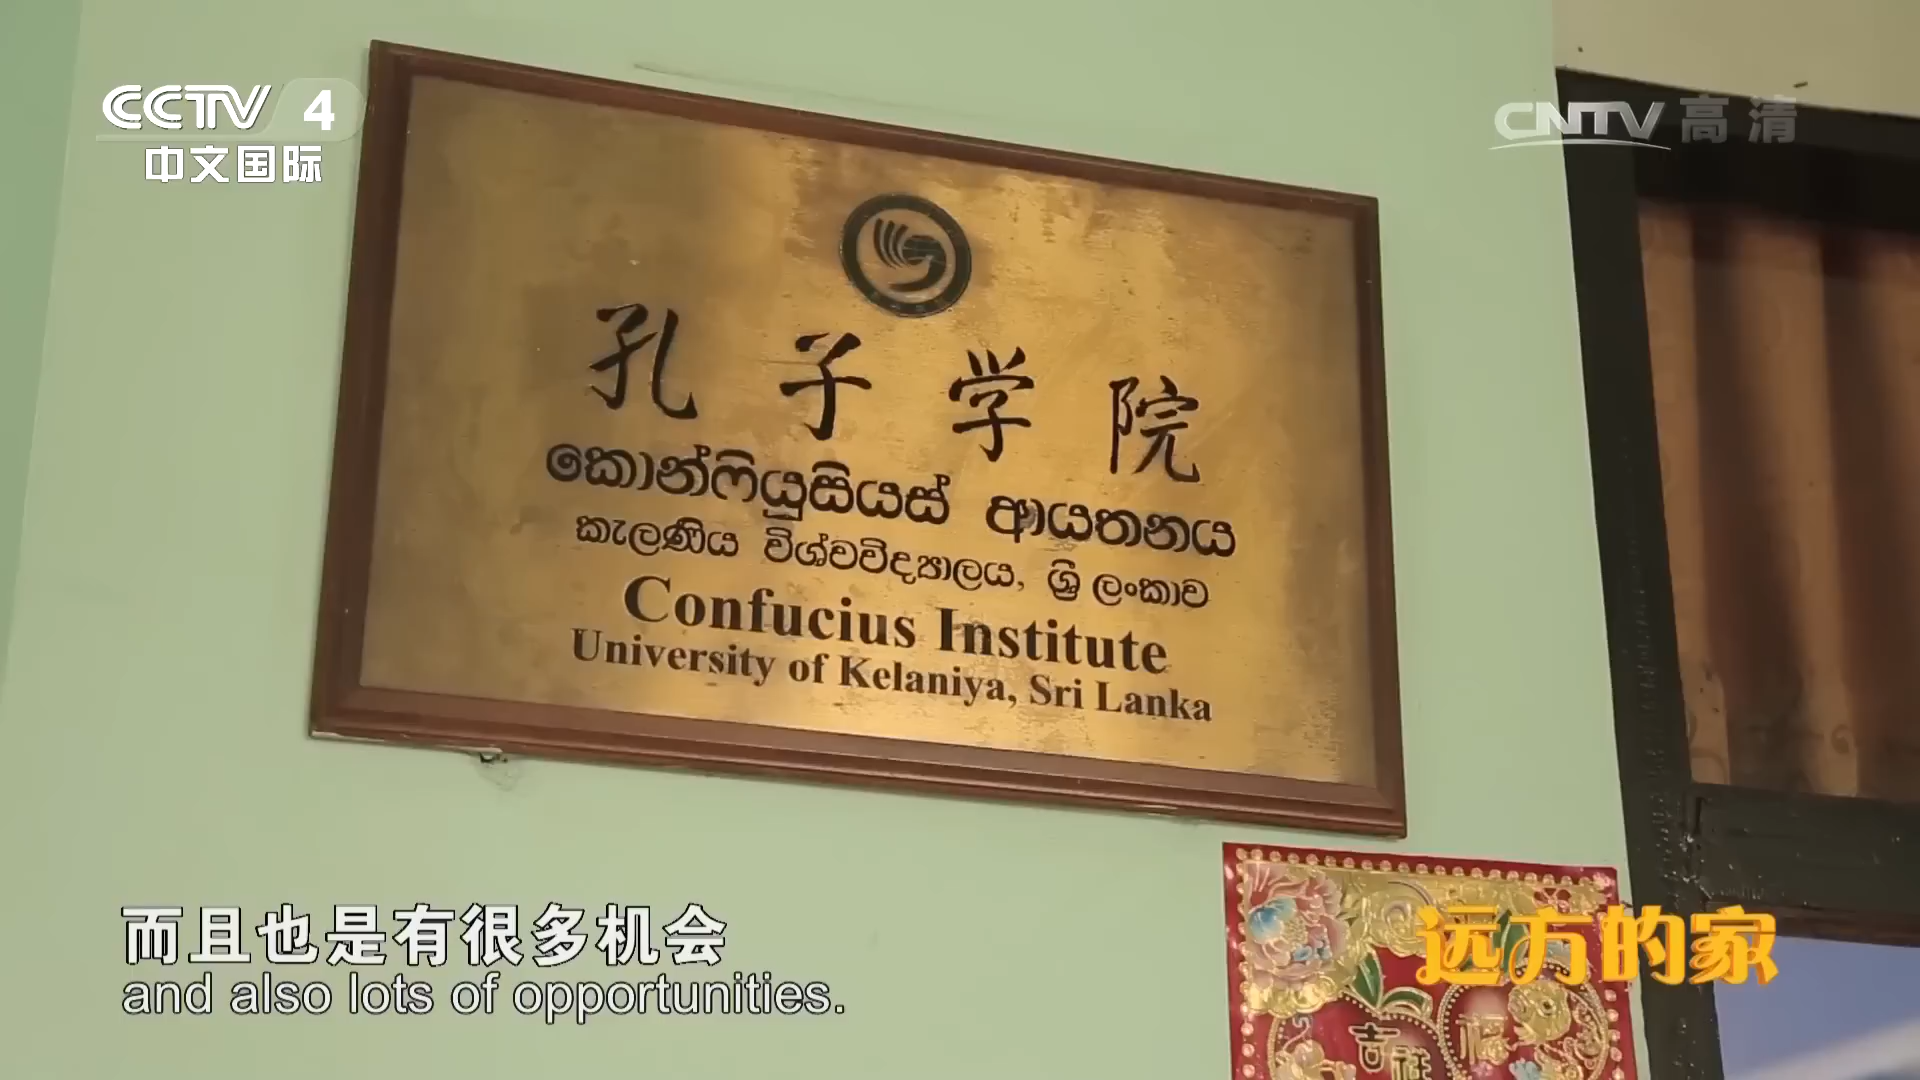 CCTV 4
中文国际
CNTV 高清
孔子学院
කොන්ෆියුසියස් ආයතනය
කැලණිය විශ්වවිද්‍යාලය, ශ්‍රී ලංකාව
Confucius Institute
University of Kelaniya, Sri Lanka
而且也是有很多机会
and also lots of opportunities.
远方的家
吉祥
福